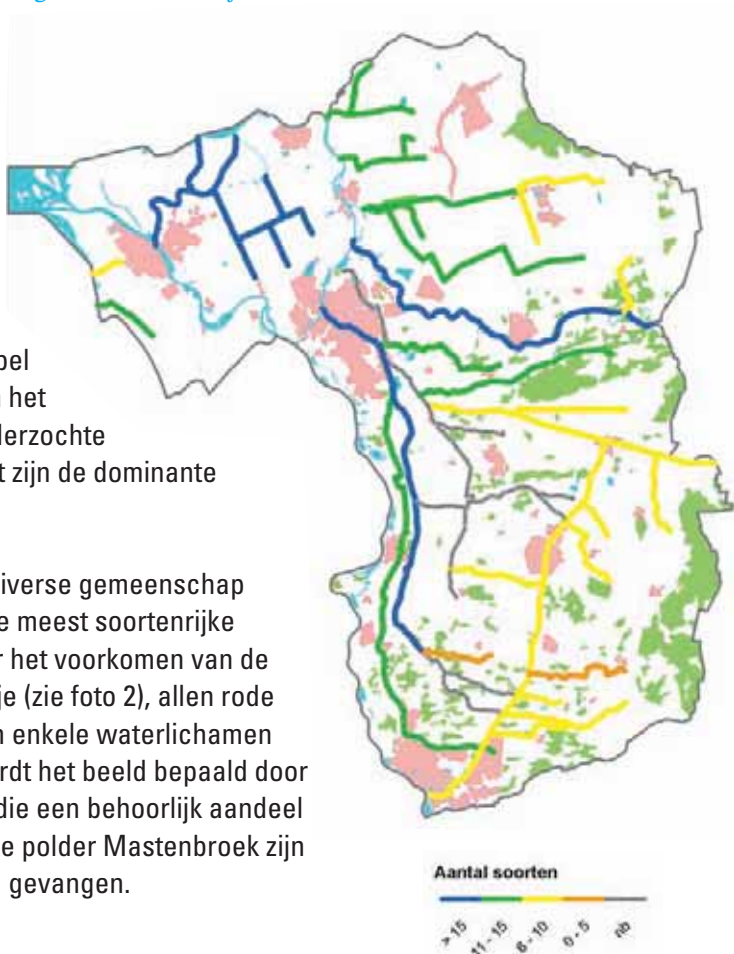 pel
het
derzochte
t zijn de dominante
iverse gemeenschap
e meest soortenrijke
r het voorkomen van de
je (zie foto 2), allen rode
n enkele waterlichamen
rdt het beeld bepaald door
die een behoorlijk aandeel
e polder Mastenbroek zijn
gevangen.
Aantal soorten
> 15
11 - 15
6 - 10
0 - 5
nb